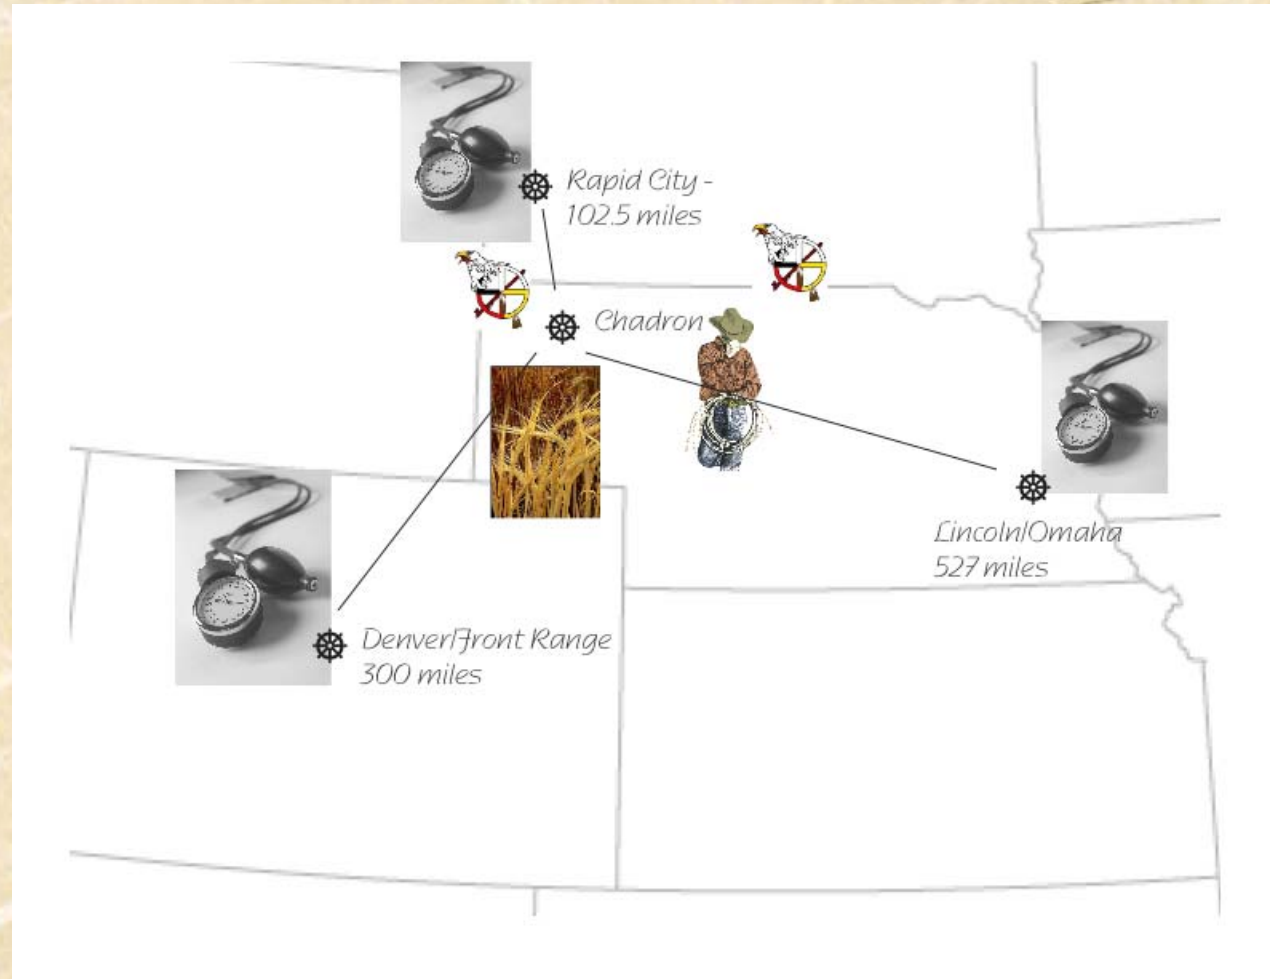 Rapid City -
102.5 miles
Chadron
Lincoln/Omaha
527 miles
Denver/Front Range
300 miles